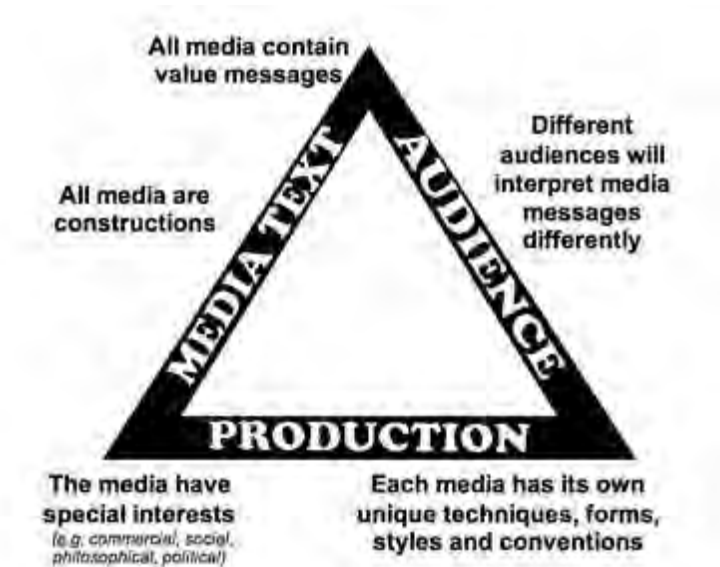 All media contain
value messages
All media are
constructions
MEDIA TEXT
AUDIENCE
Different
audiences will
interpret media
messages
differently
PRODUCTION
The media have
special interests
(e.g. commercial, social,
philosophical, political)
Each media has its own
unique techniques, forms,
styles and conventions